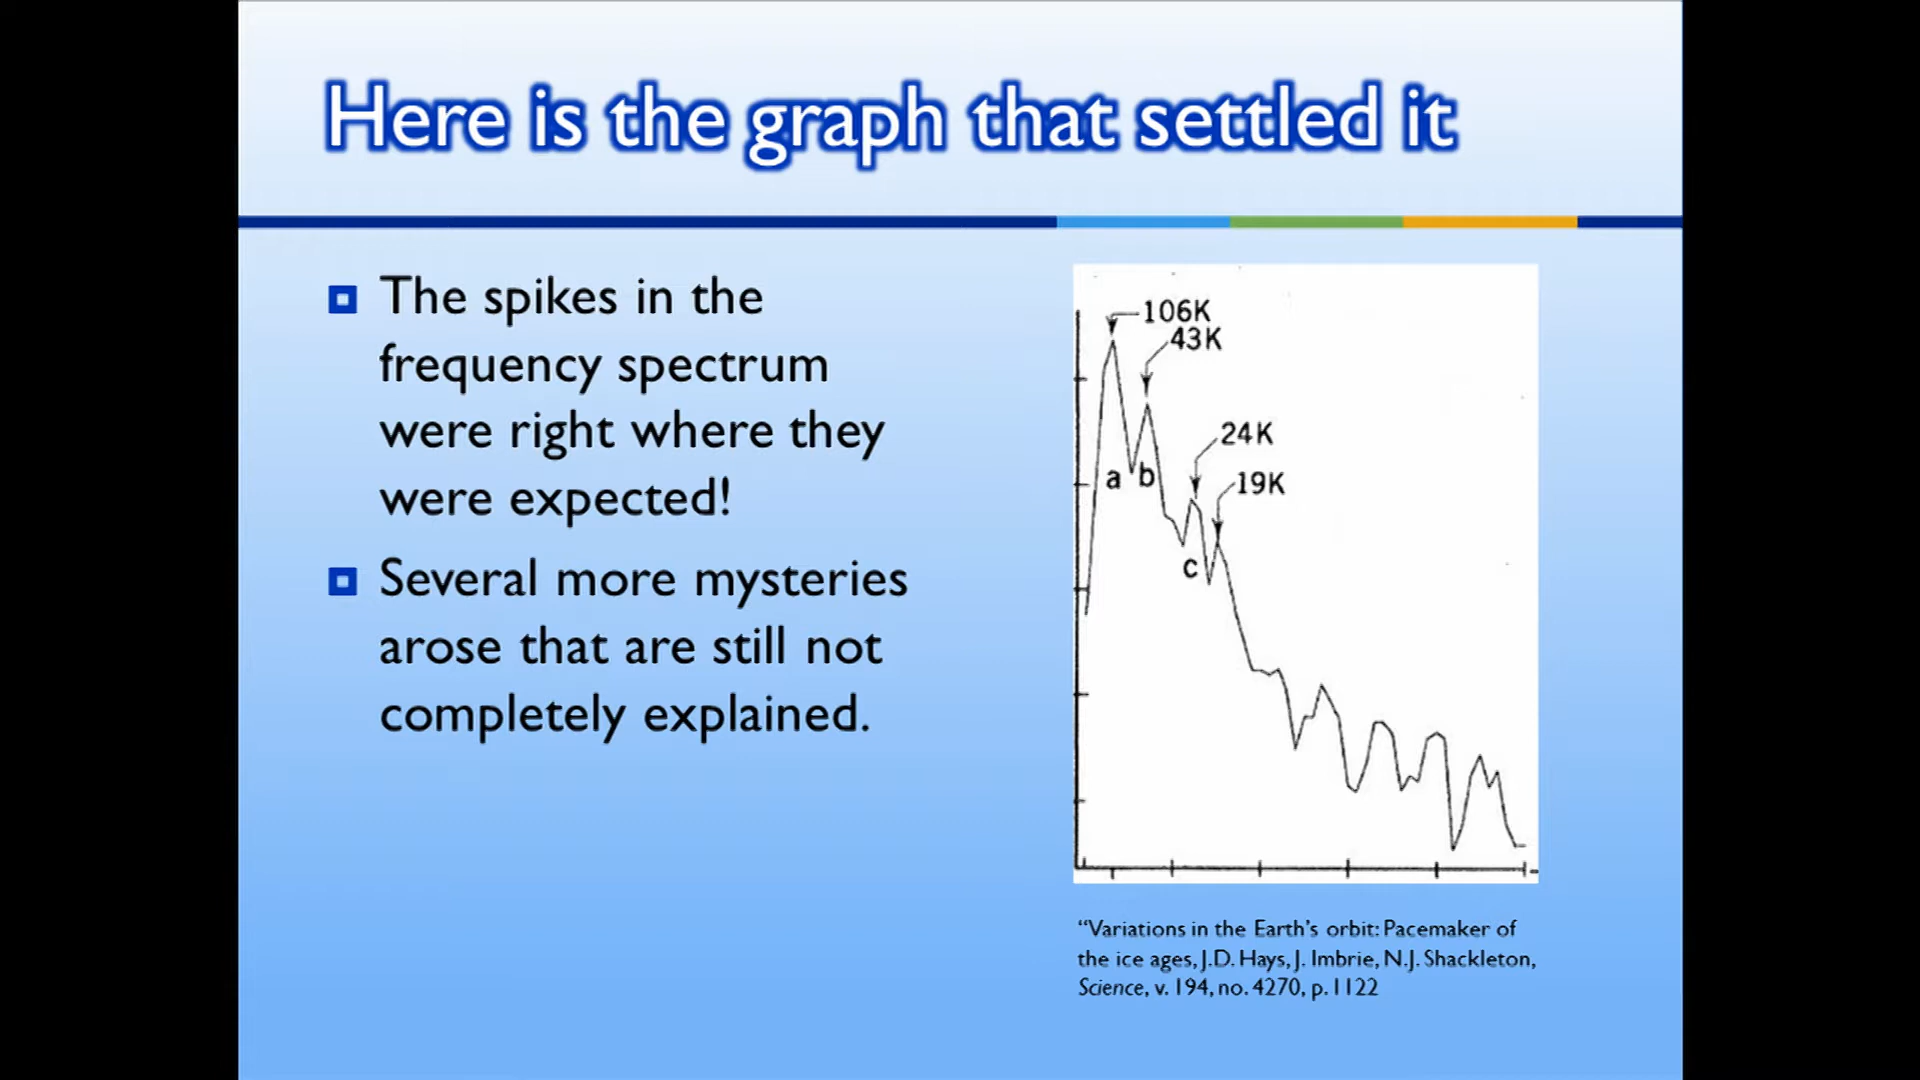 Here is the graph that settled it
The spikes in the
frequency spectrum
were right where they
were expected!
Several more mysteries
arose that are still not
completely explained.
106K
43K
24K
19K
a
b
c
“Variations in the Earth’s orbit: Pacemaker of
the ice ages, J.D. Hays, J. Imbrie, N.J. Shackleton,
Science, v. 194, no. 4270, p. 1122